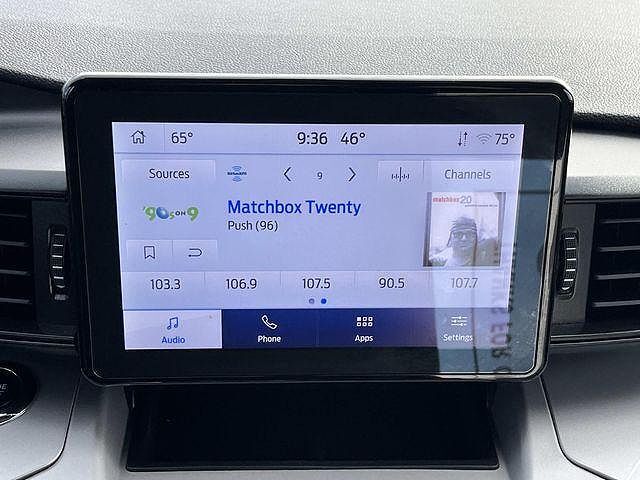 65° 9:36 46° 75°
Sources SiriusXM 9 Channels
'90s ON 9
Matchbox Twenty
Push (96)
matchbox 20
103.3 106.9 107.5 90.5 107.7
Audio Phone Apps Settings